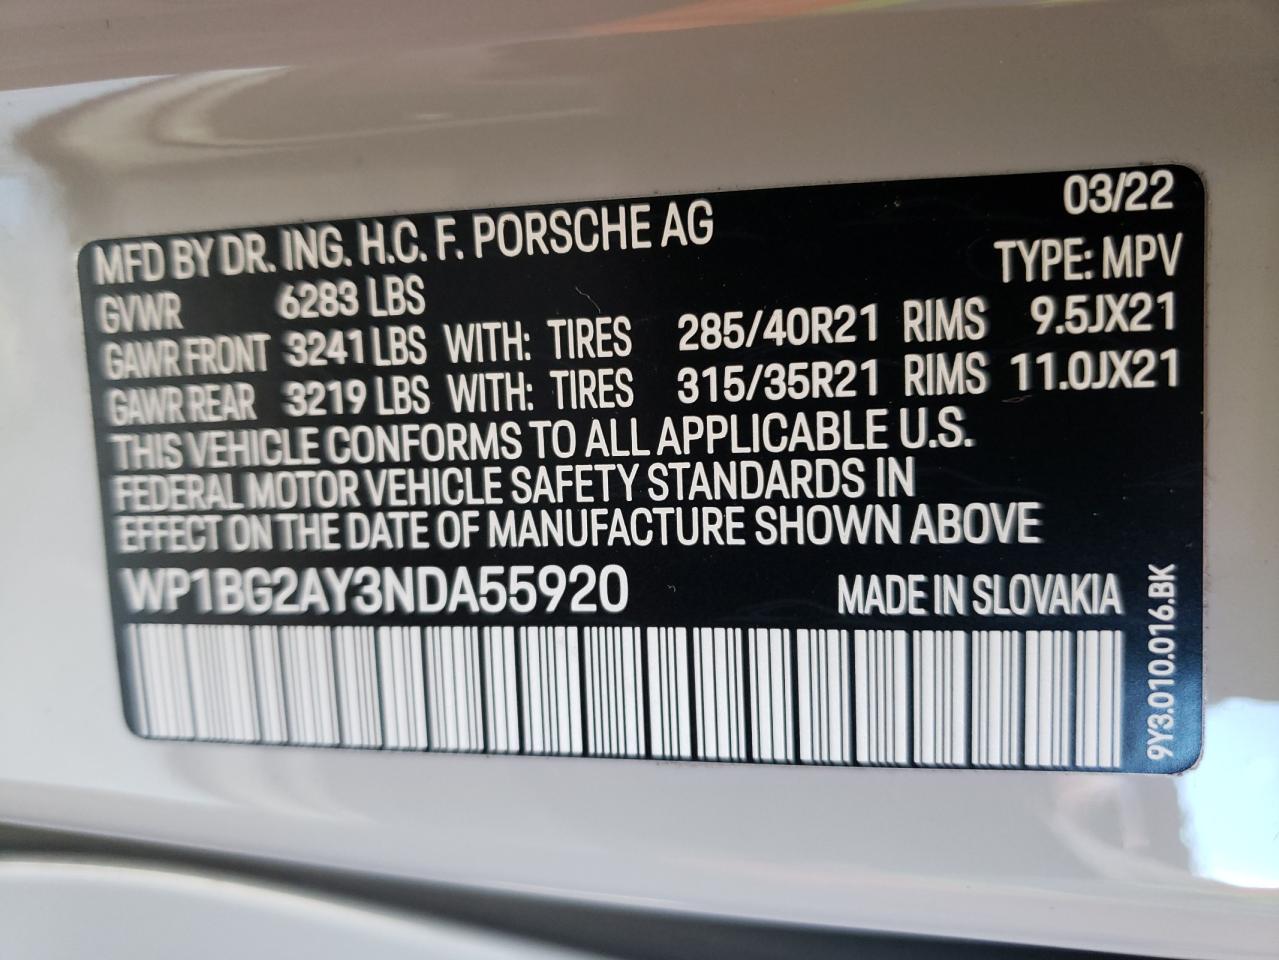 MFD BY DR. ING. H.C. F. PORSCHE AG 03/22
GVWR 6283 LBS TYPE: MPV
GAWR FRONT 3241 LBS WITH: TIRES 285/40R21 RIMS 9.5JX21
GAWR REAR 3219 LBS WITH: TIRES 315/35R21 RIMS 11.0JX21
THIS VEHICLE CONFORMS TO ALL APPLICABLE U.S.
FEDERAL MOTOR VEHICLE SAFETY STANDARDS IN
EFFECT ON THE DATE OF MANUFACTURE SHOWN ABOVE
WP1BG2AY3NDA55920 MADE IN SLOVAKIA
9Y3.010.016.BK